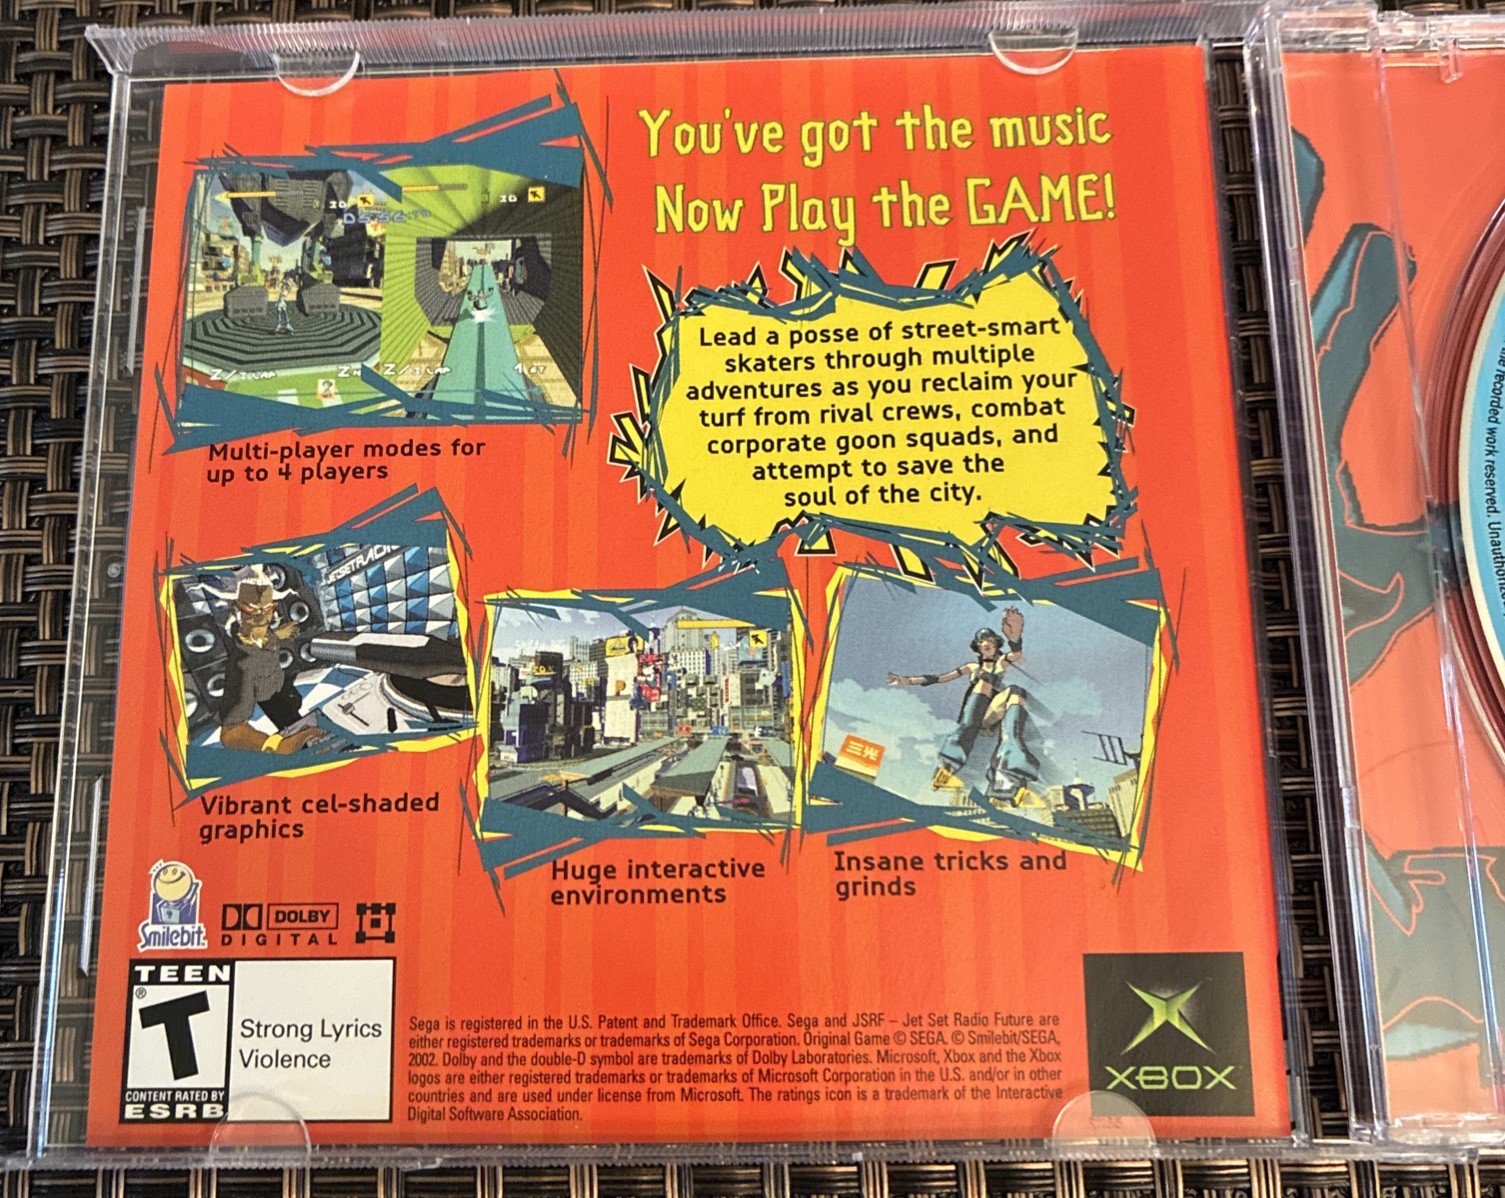 You've got the music
Now Play the GAME!
Lead a posse of street-smart
skaters through multiple
adventures as you reclaim your
turf from rival crews, combat
corporate goon squads, and
attempt to save the
soul of the city.
Multi-player modes for
up to 4 players
JETSETRADIO
三光
Vibrant cel-shaded
graphics
Huge interactive
environments
Insane tricks and
grinds
Smilebit.
DOLBY
DIGITAL
TEEN
T
®
CONTENT RATED BY
ESRB
Strong Lyrics
Violence
Sega is registered in the U.S. Patent and Trademark Office. Sega and JSRF – Jet Set Radio Future are
either registered trademarks or trademarks of Sega Corporation. Original Game © SEGA. © Smilebit/SEGA,
2002. Dolby and the double-D symbol are trademarks of Dolby Laboratories. Microsoft, Xbox and the Xbox
logos are either registered trademarks or trademarks of Microsoft Corporation in the U.S. and/or in other
countries and are used under license from Microsoft. The ratings icon is a trademark of the Interactive
Digital Software Association.
XBOX
the recorded work reserved.